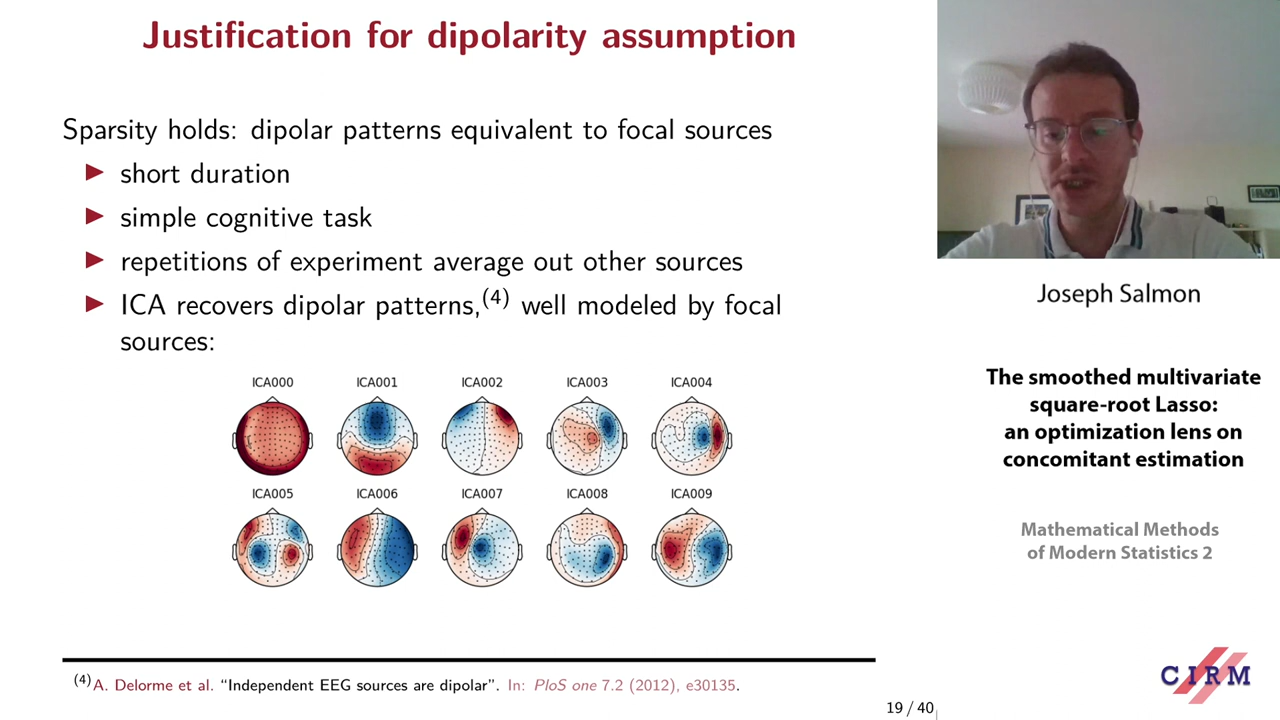 Justification for dipolarity assumption
Sparsity holds: dipolar patterns equivalent to focal sources
▶ short duration
▶ simple cognitive task
▶ repetitions of experiment average out other sources
▶ ICA recovers dipolar patterns,(4) well modeled by focal
sources:
ICA000 ICA001 ICA002 ICA003 ICA004
ICA005 ICA006 ICA007 ICA008 ICA009
(4)A. Delorme et al. “Independent EEG sources are dipolar”. In: PloS one 7.2 (2012), e30135.
19 / 40
Joseph Salmon
The smoothed multivariate
square-root Lasso:
an optimization lens on
concomitant estimation
Mathematical Methods
of Modern Statistics 2
CIRM